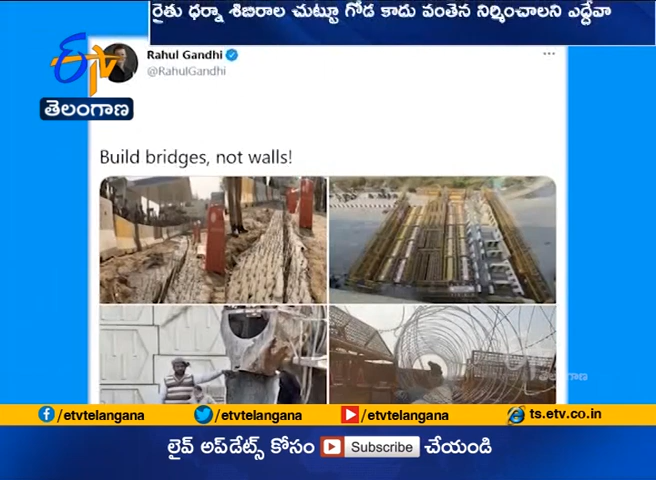 రైతు ధర్నా శిబిరాల చుట్టూ గోడ కాదు వంతెన నిర్మించాలని ఎద్దేవా
ETV
తెలంగాణ
Rahul Gandhi
@RahulGandhi
Build bridges, not walls!
తెలంగాణ
/etvtelangana /etvtelangana /etvtelangana ts.etv.co.in
లైవ్ అప్‌డేట్స్ కోసం Subscribe చేయండి